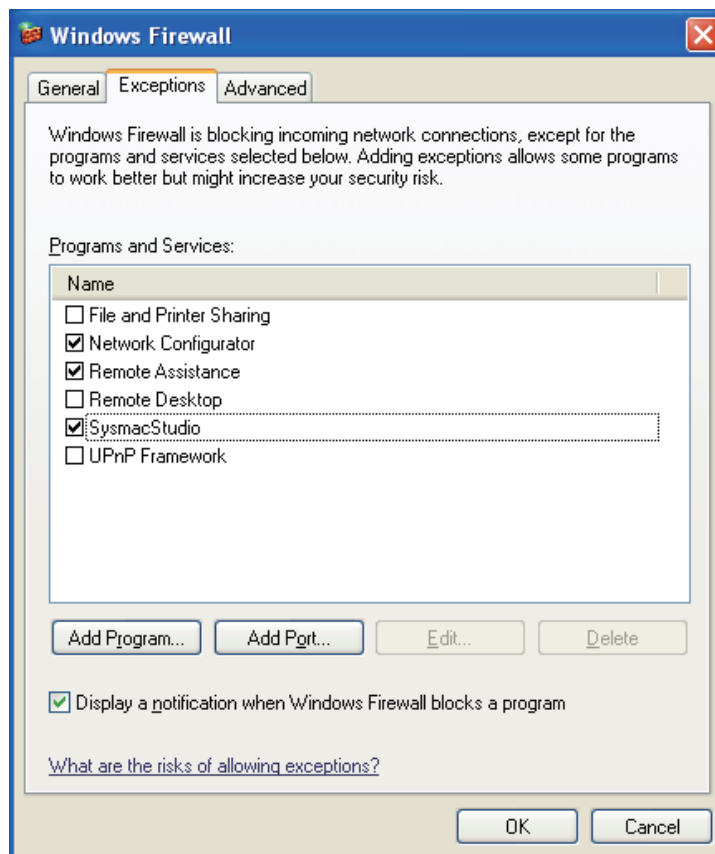 Windows Firewall
General Exceptions Advanced
Windows Firewall is blocking incoming network connections, except for the
programs and services selected below. Adding exceptions allows some programs
to work better but might increase your security risk.
Programs and Services:
Name
File and Printer Sharing
Network Configurator
Remote Assistance
Remote Desktop
SysmacStudio
UPnP Framework
Add Program... Add Port... Edit... Delete
Display a notification when Windows Firewall blocks a program
What are the risks of allowing exceptions?
OK Cancel